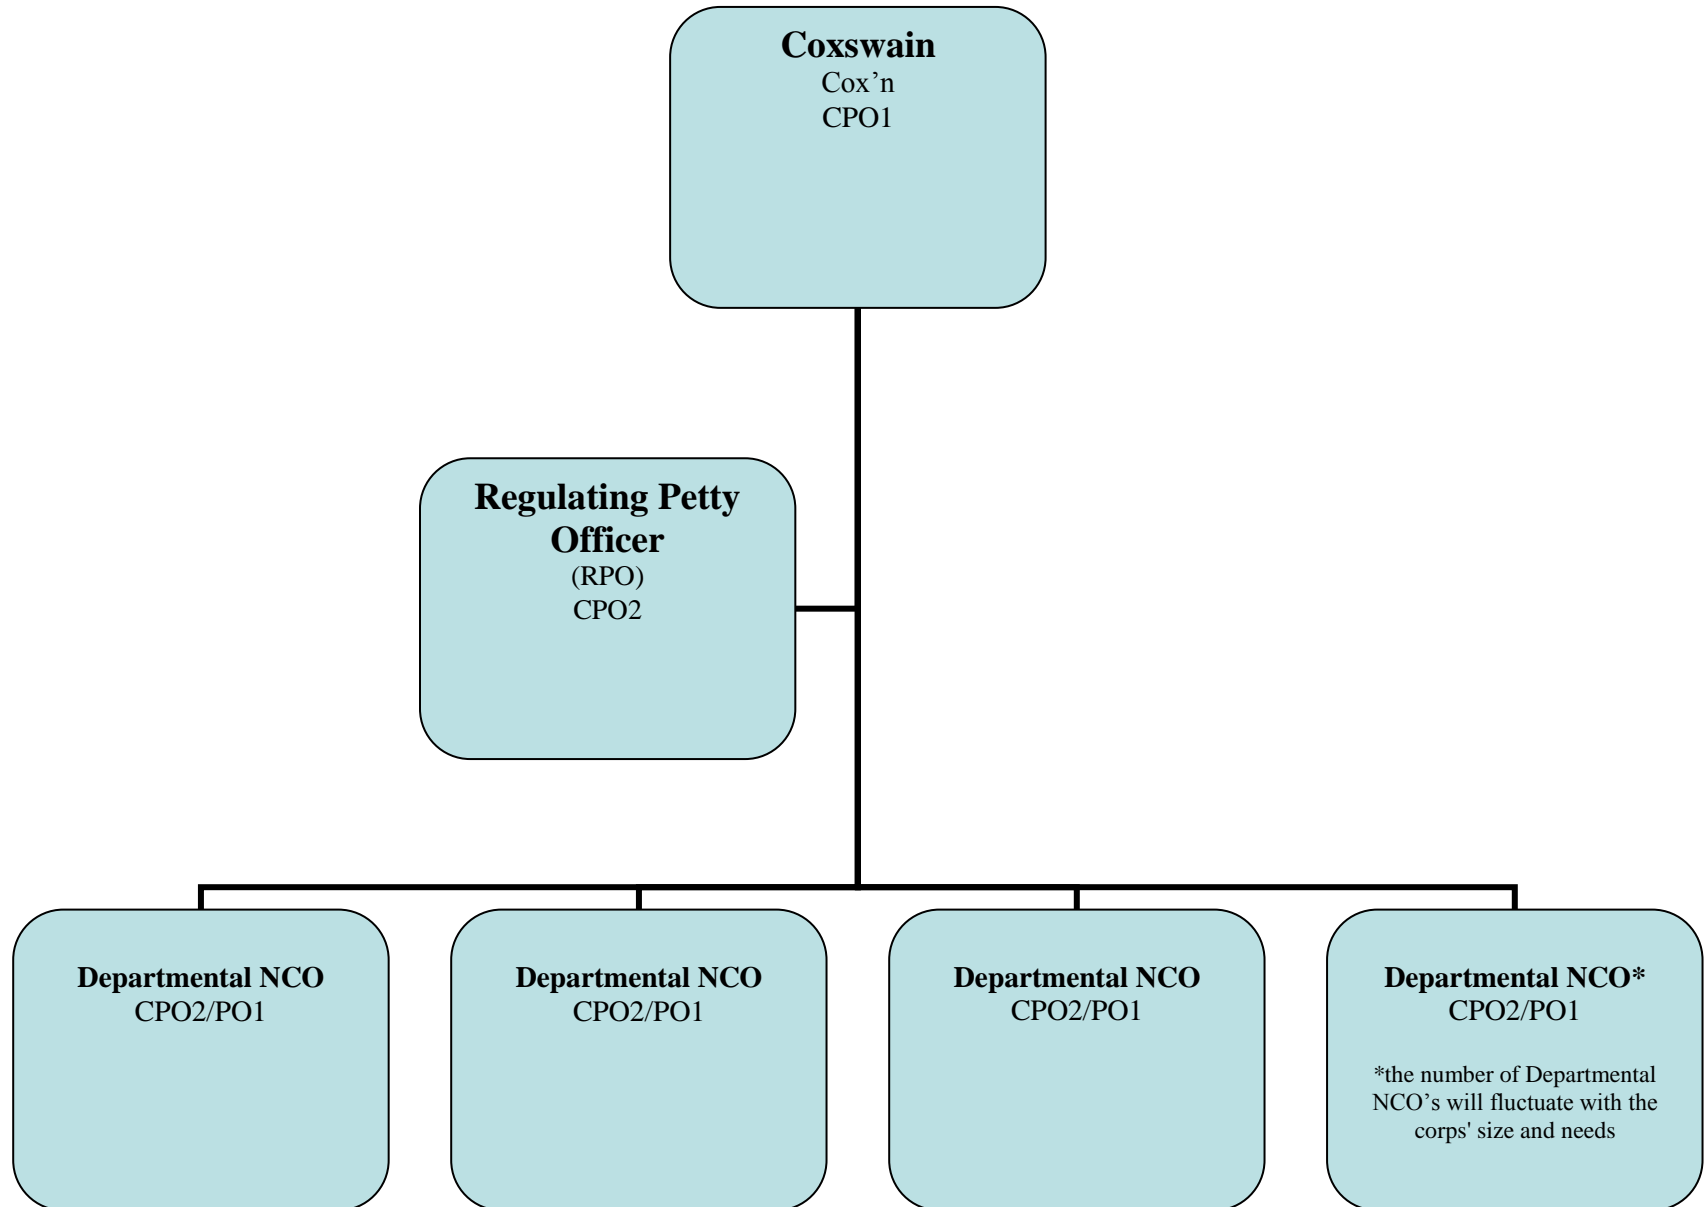 Coxswain
Cox’n
CPO1
Regulating Petty
Officer
(RPO)
CPO2
Departmental NCO
CPO2/PO1
Departmental NCO
CPO2/PO1
Departmental NCO
CPO2/PO1
Departmental NCO*
CPO2/PO1
*the number of Departmental
NCO’s will fluctuate with the
corps' size and needs